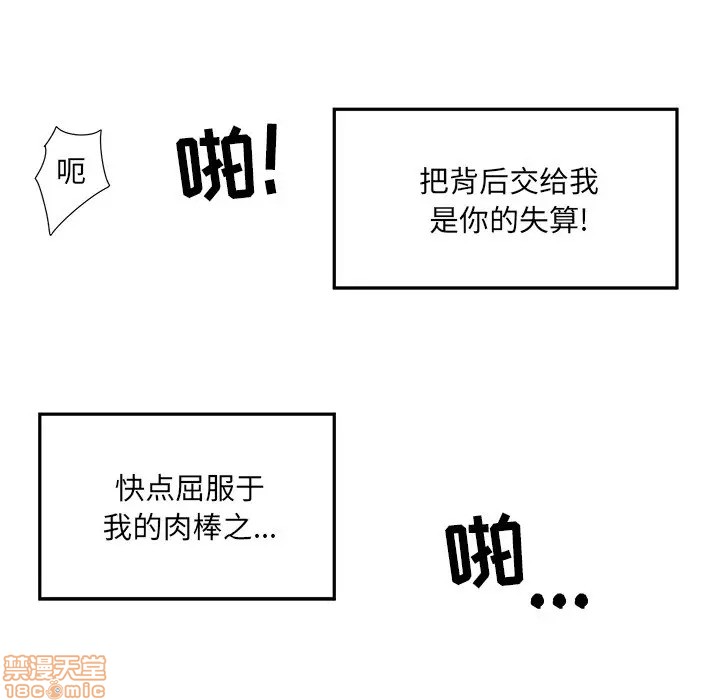 呃
啪!
把背后交给我
是你的失算!
快点屈服于
我的肉棒之...
啪...
禁漫天堂
18comic